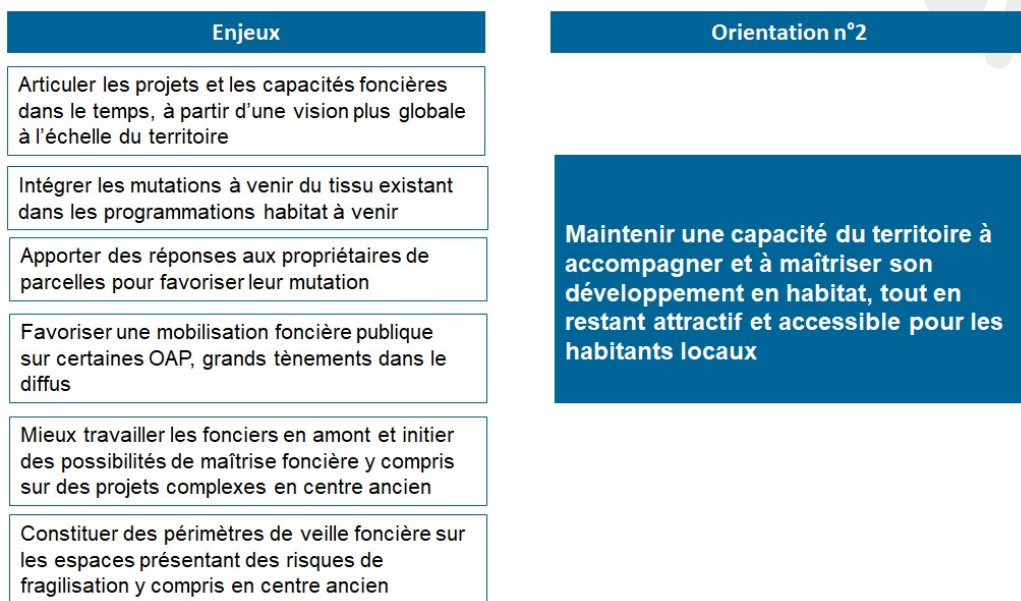 Enjeux
Articuler les projets et les capacités foncières
dans le temps, à partir d'une vision plus globale
à l'échelle du territoire
Intégrer les mutations à venir du tissu existant
dans les programmations habitat à venir
Apporter des réponses aux propriétaires de
parcelles pour favoriser leur mutation
Favoriser une mobilisation foncière publique
sur certaines OAP, grands tènements dans le
diffus
Mieux travailler les fonciers en amont et initier
des possibilités de maîtrise foncière y compris
sur des projets complexes en centre ancien
Constituer des périmètres de veille foncière sur
les espaces présentant des risques de
fragilisation y compris en centre ancien
Orientation n°2
Maintenir une capacité du territoire à
accompagner et à maîtriser son
développement en habitat, tout en
restant attractif et accessible pour les
habitants locaux